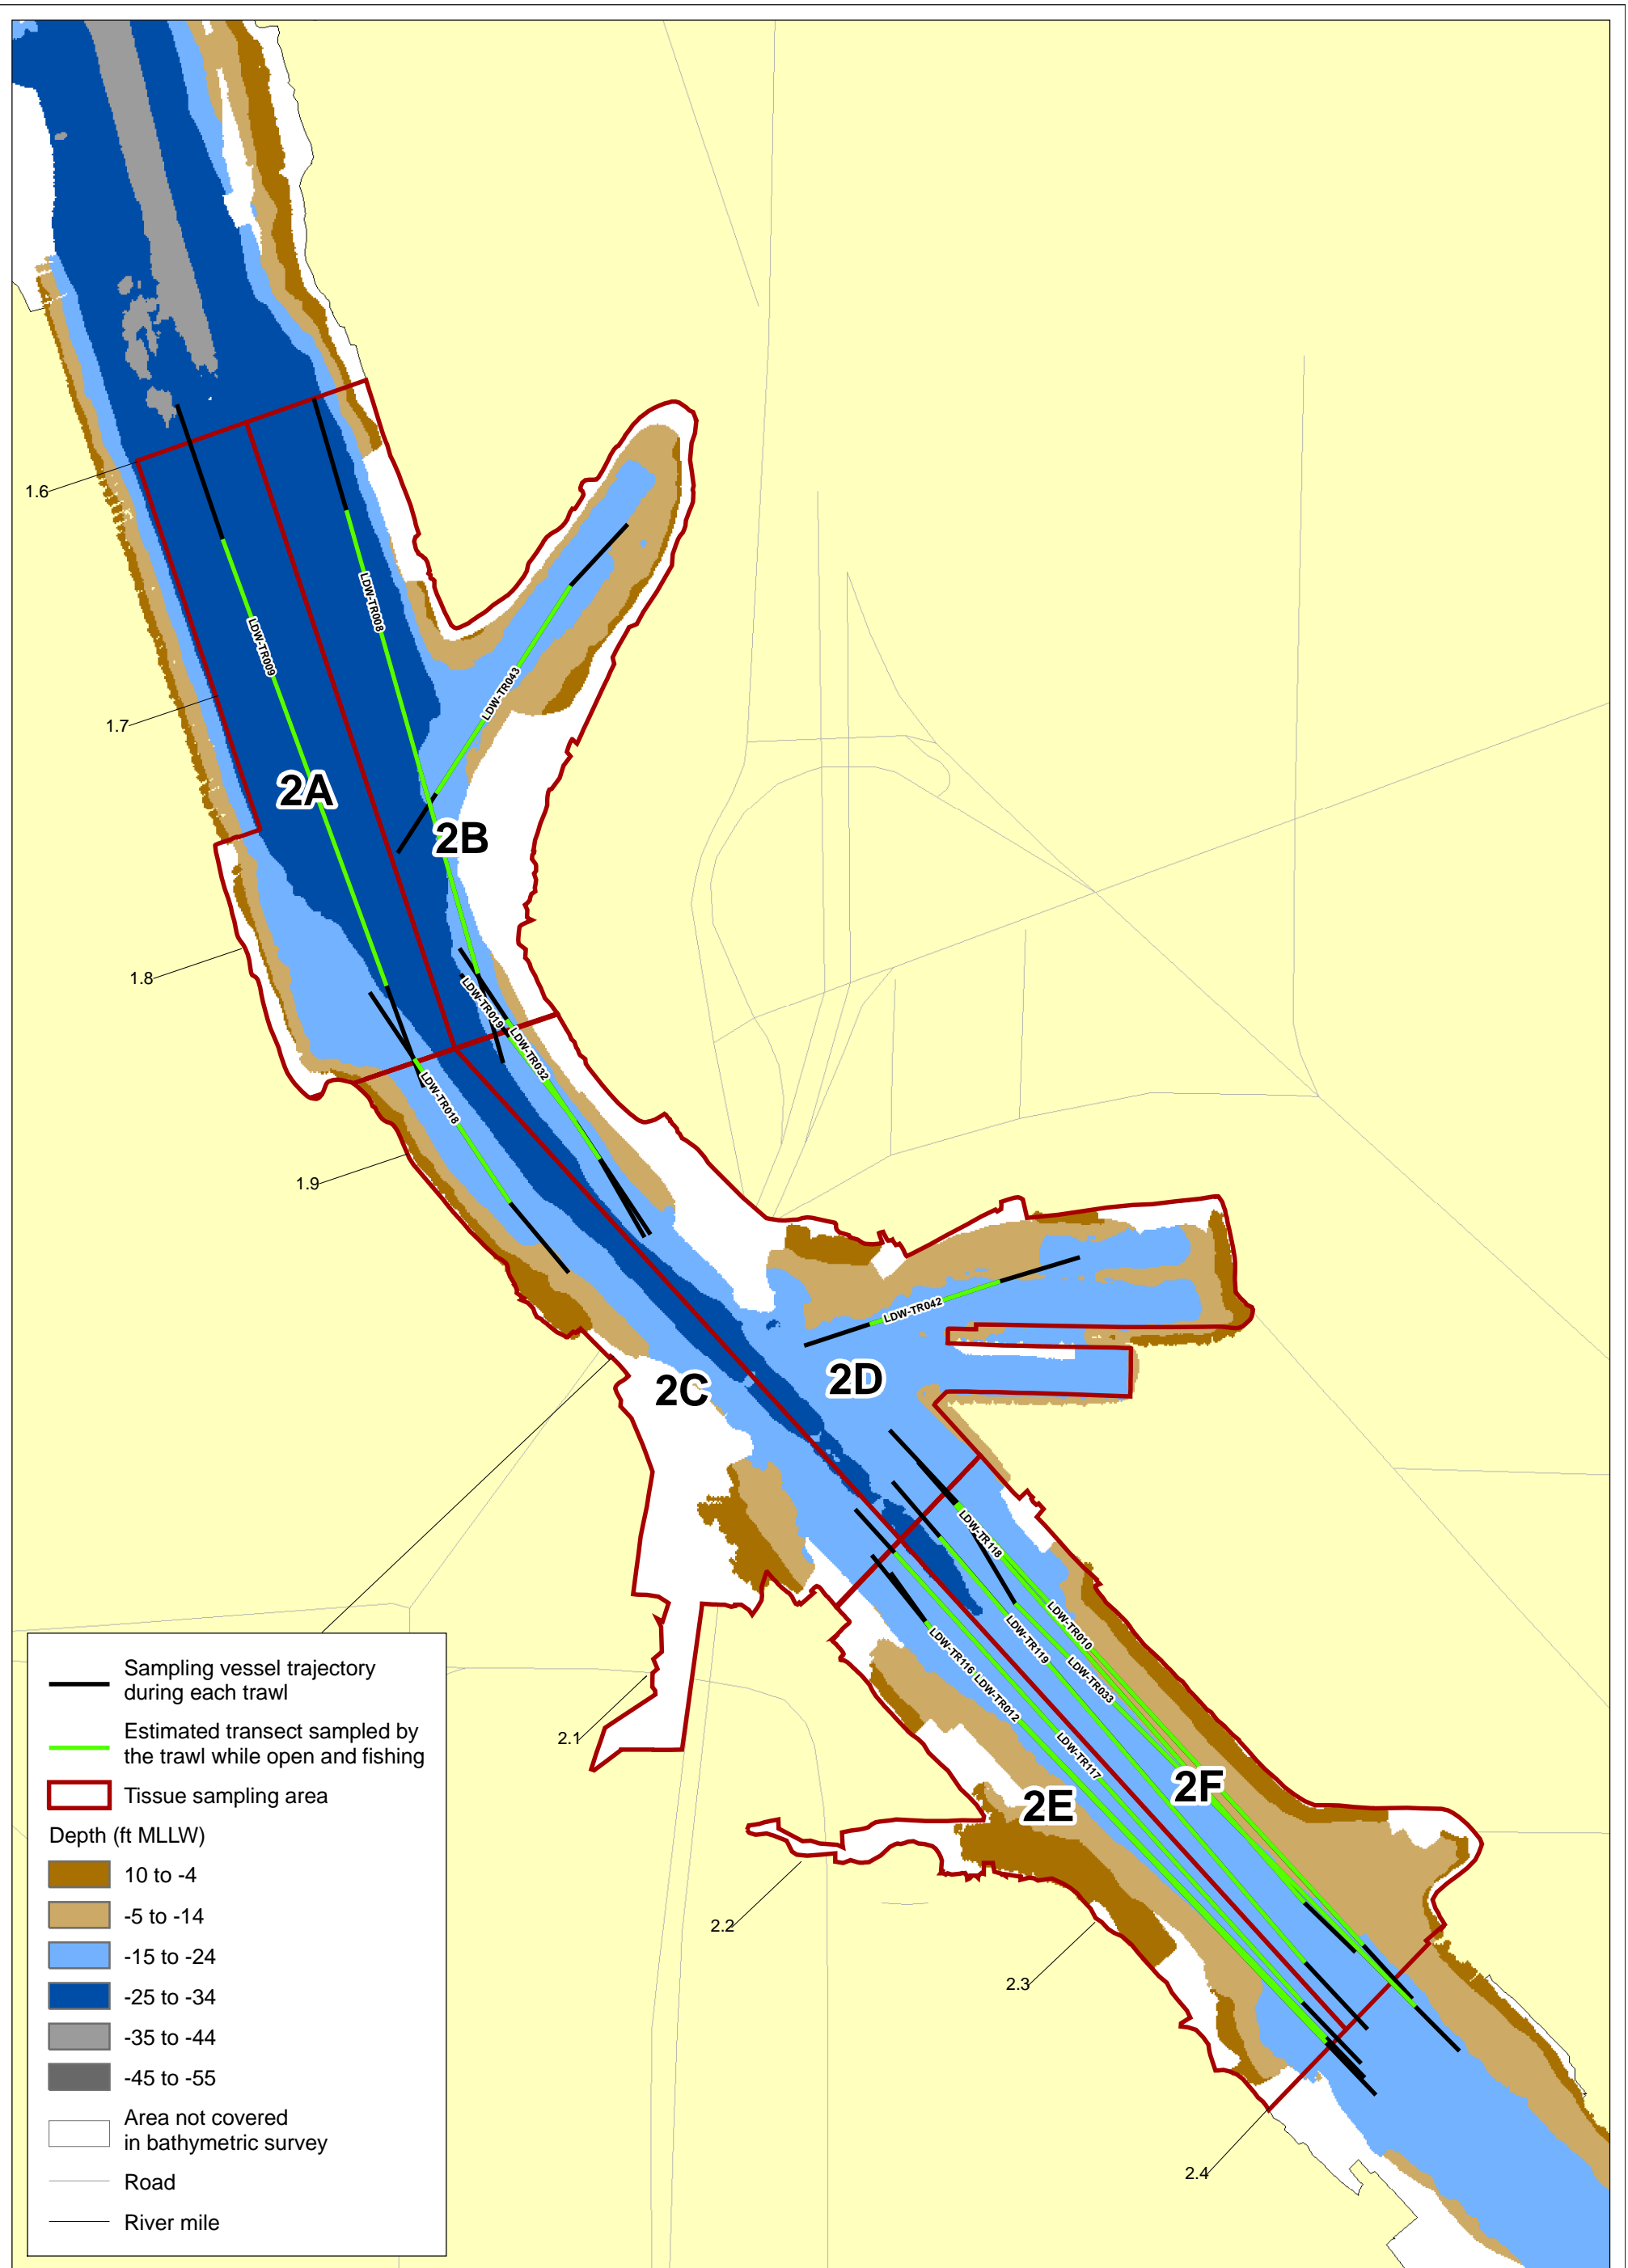 1.6
LDW-TR008
LDW-TR009
LDW-TR043
1.7
2A
2B
1.8
LDW-TR019
LDW-TR032
LDW-TR018
1.9
LDW-TR042
2C
2D
LDW-TR118
LDW-TR010
LDW-TR119
LDW-TR033
LDW-TR116
LDW-TR012
LDW-TR117
2E
2F
2.1
2.2
2.3
2.4
Sampling vessel trajectory
during each trawl
Estimated transect sampled by
the trawl while open and fishing
Tissue sampling area
Depth (ft MLLW)
10 to -4
-5 to -14
-15 to -24
-25 to -34
-35 to -44
-45 to -55
Area not covered
in bathymetric survey
Road
River mile